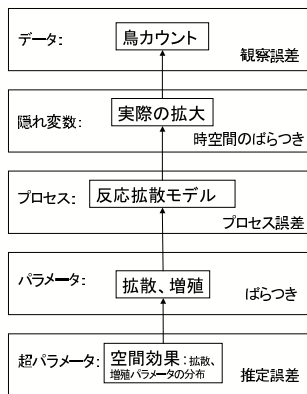 データ:
鳥カウント
観察誤差
隠れ変数:
実際の拡大
時空間のばらつき
プロセス:
反応拡散モデル
プロセス誤差
パラメータ:
拡散、増殖
ばらつき
超パラメータ:
空間効果:拡散、
増殖パラメータの分布
推定誤差